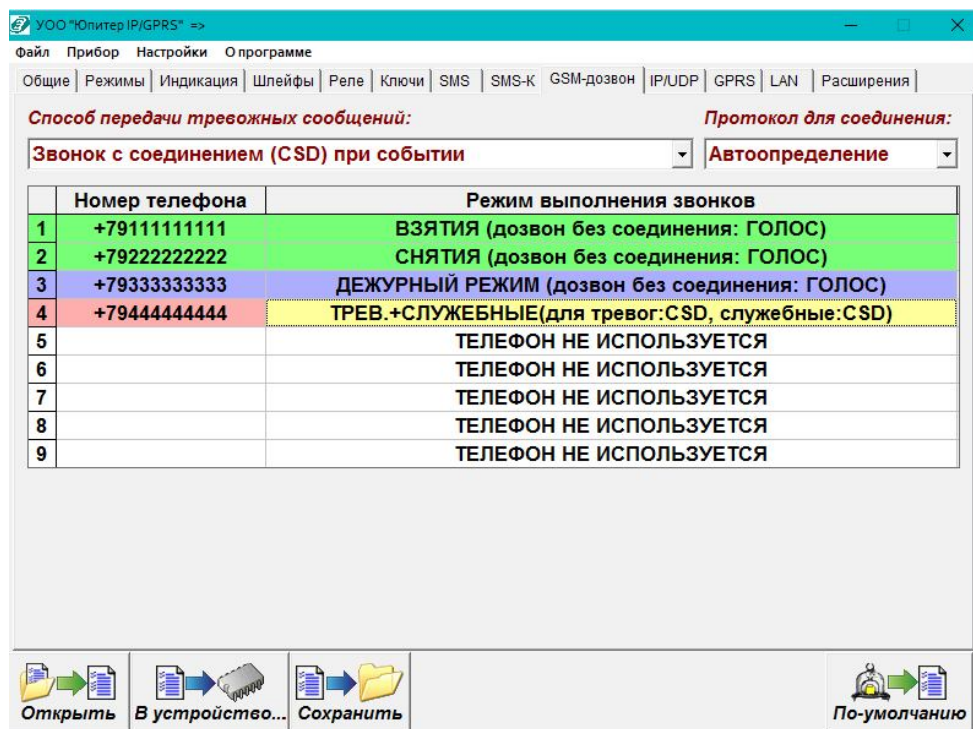 УОО "Юпитер IP/GPRS" =>
Файл Прибор Настройки О программе
Общие Режимы Индикация Шлейфы Реле Ключи SMS SMS-К GSM-дозвон IP/UDP GPRS LAN Расширения
Способ передачи тревожных сообщений: Протокол для соединения:
Звонок с соединением (CSD) при событии Автоопределение
Номер телефона Режим выполнения звонков
1 +79111111111 ВЗЯТИЯ (дозвон без соединения: ГОЛОС)
2 +79222222222 СНЯТИЯ (дозвон без соединения: ГОЛОС)
3 +79333333333 ДЕЖУРНЫЙ РЕЖИМ (дозвон без соединения: ГОЛОС)
4 +79444444444 ТРЕВ.+СЛУЖЕБНЫЕ(для тревог:CSD, служебные:CSD)
5 ТЕЛЕФОН НЕ ИСПОЛЬЗУЕТСЯ
6 ТЕЛЕФОН НЕ ИСПОЛЬЗУЕТСЯ
7 ТЕЛЕФОН НЕ ИСПОЛЬЗУЕТСЯ
8 ТЕЛЕФОН НЕ ИСПОЛЬЗУЕТСЯ
9 ТЕЛЕФОН НЕ ИСПОЛЬЗУЕТСЯ
Открыть В устройство... Сохранить По-умолчанию